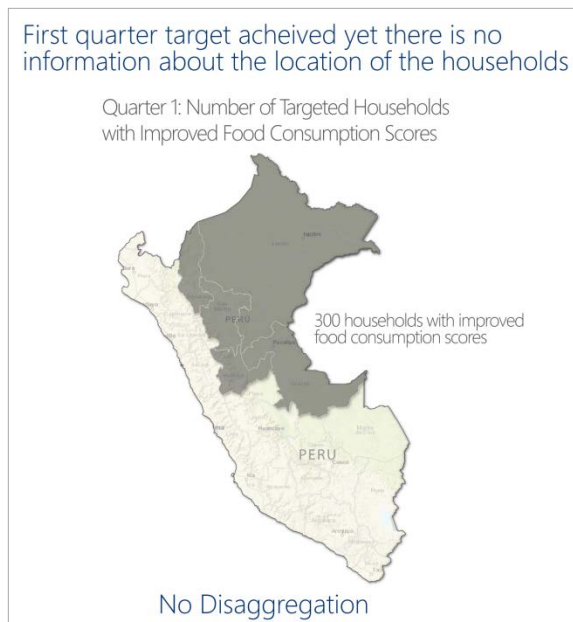 First quarter target acheived yet there is no
information about the location of the households
Quarter 1: Number of Targeted Households
with Improved Food Consumption Scores
PERU
300 households with improved
food consumption scores
PERU
No Disaggregation